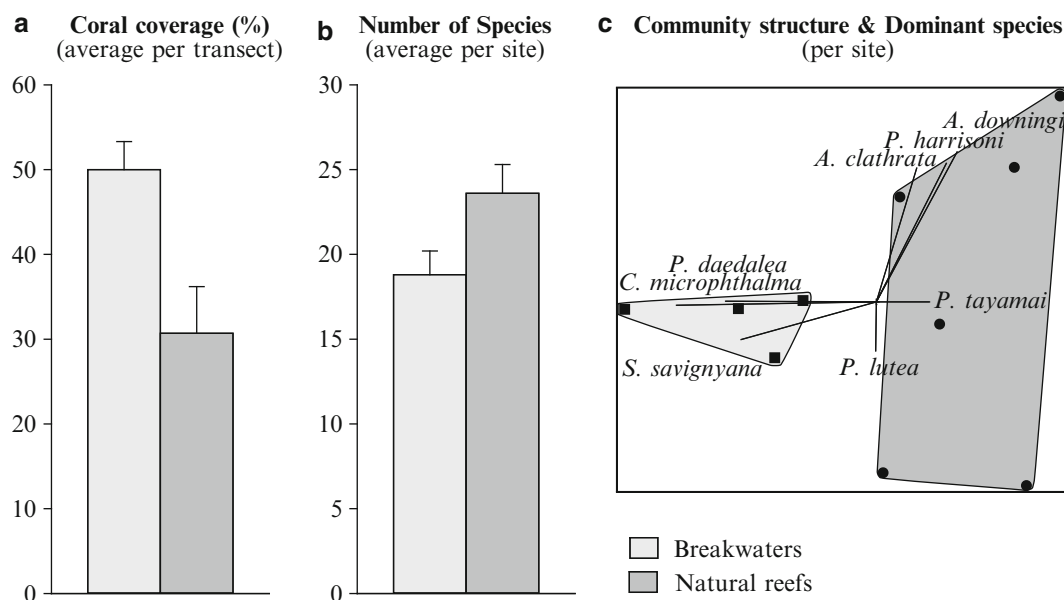 a Coral coverage (%)
(average per transect)
60
50
40
30
20
10
0
b Number of Species
(average per site)
30
25
20
15
10
5
0
c Community structure & Dominant species
(per site)
A. downingi
P. harrisoni
A. clathrata
P. daedalea
C. microphthalma
P. tayamai
S. savignyana
P. lutea
Breakwaters
Natural reefs